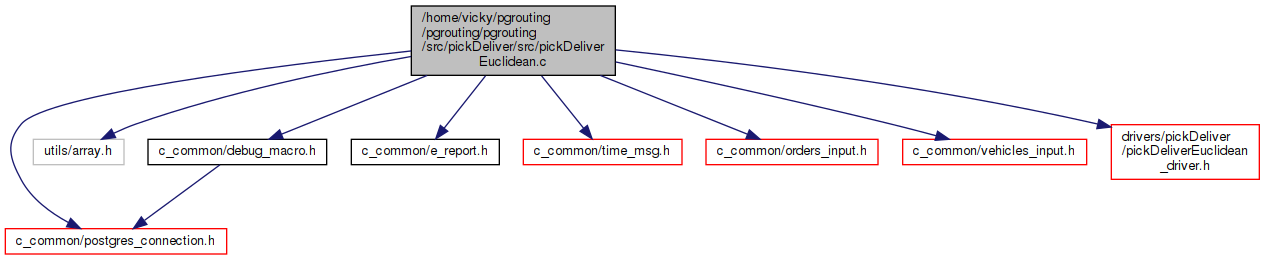 /home/vicky/pgrouting
/pgrouting/pgrouting
/src/pickDeliver/src/pickDeliver
Euclidean.c
utils/array.h
c_common/debug_macro.h
c_common/e_report.h
c_common/time_msg.h
c_common/orders_input.h
c_common/vehicles_input.h
drivers/pickDeliver
/pickDeliverEuclidean
_driver.h
c_common/postgres_connection.h